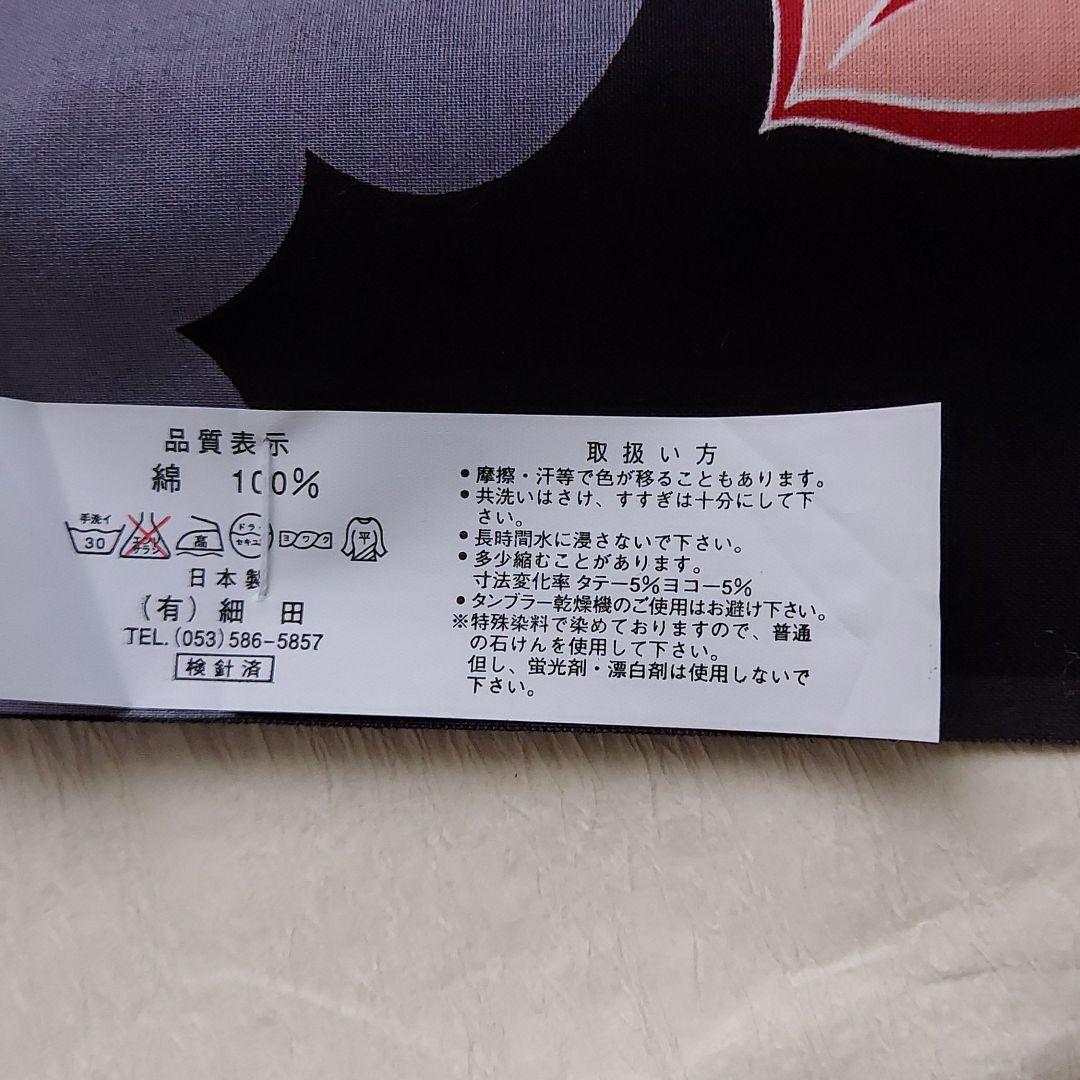 品質表示
綿 100%
手洗イ
30
エンソ
サラシ
高
ドラ・
セキユ
ヨワク
平
日本製
(有)細田
TEL.(053)586-5857
検針済
取扱い方
•摩擦・汗等で色が移ることもあります。
•共洗いはさけ、すすぎは十分にして下
さい。
•長時間水に浸さないで下さい。
•多少縮むことがあります。
寸法変化率 タテー5%ヨコー5%
•タンブラー乾燥機のご使用はお避け下さい。
※特殊染料で染めておりますので、普通
の石けんを使用して下さい。
但し、蛍光剤・漂白剤は使用しないで
下さい。